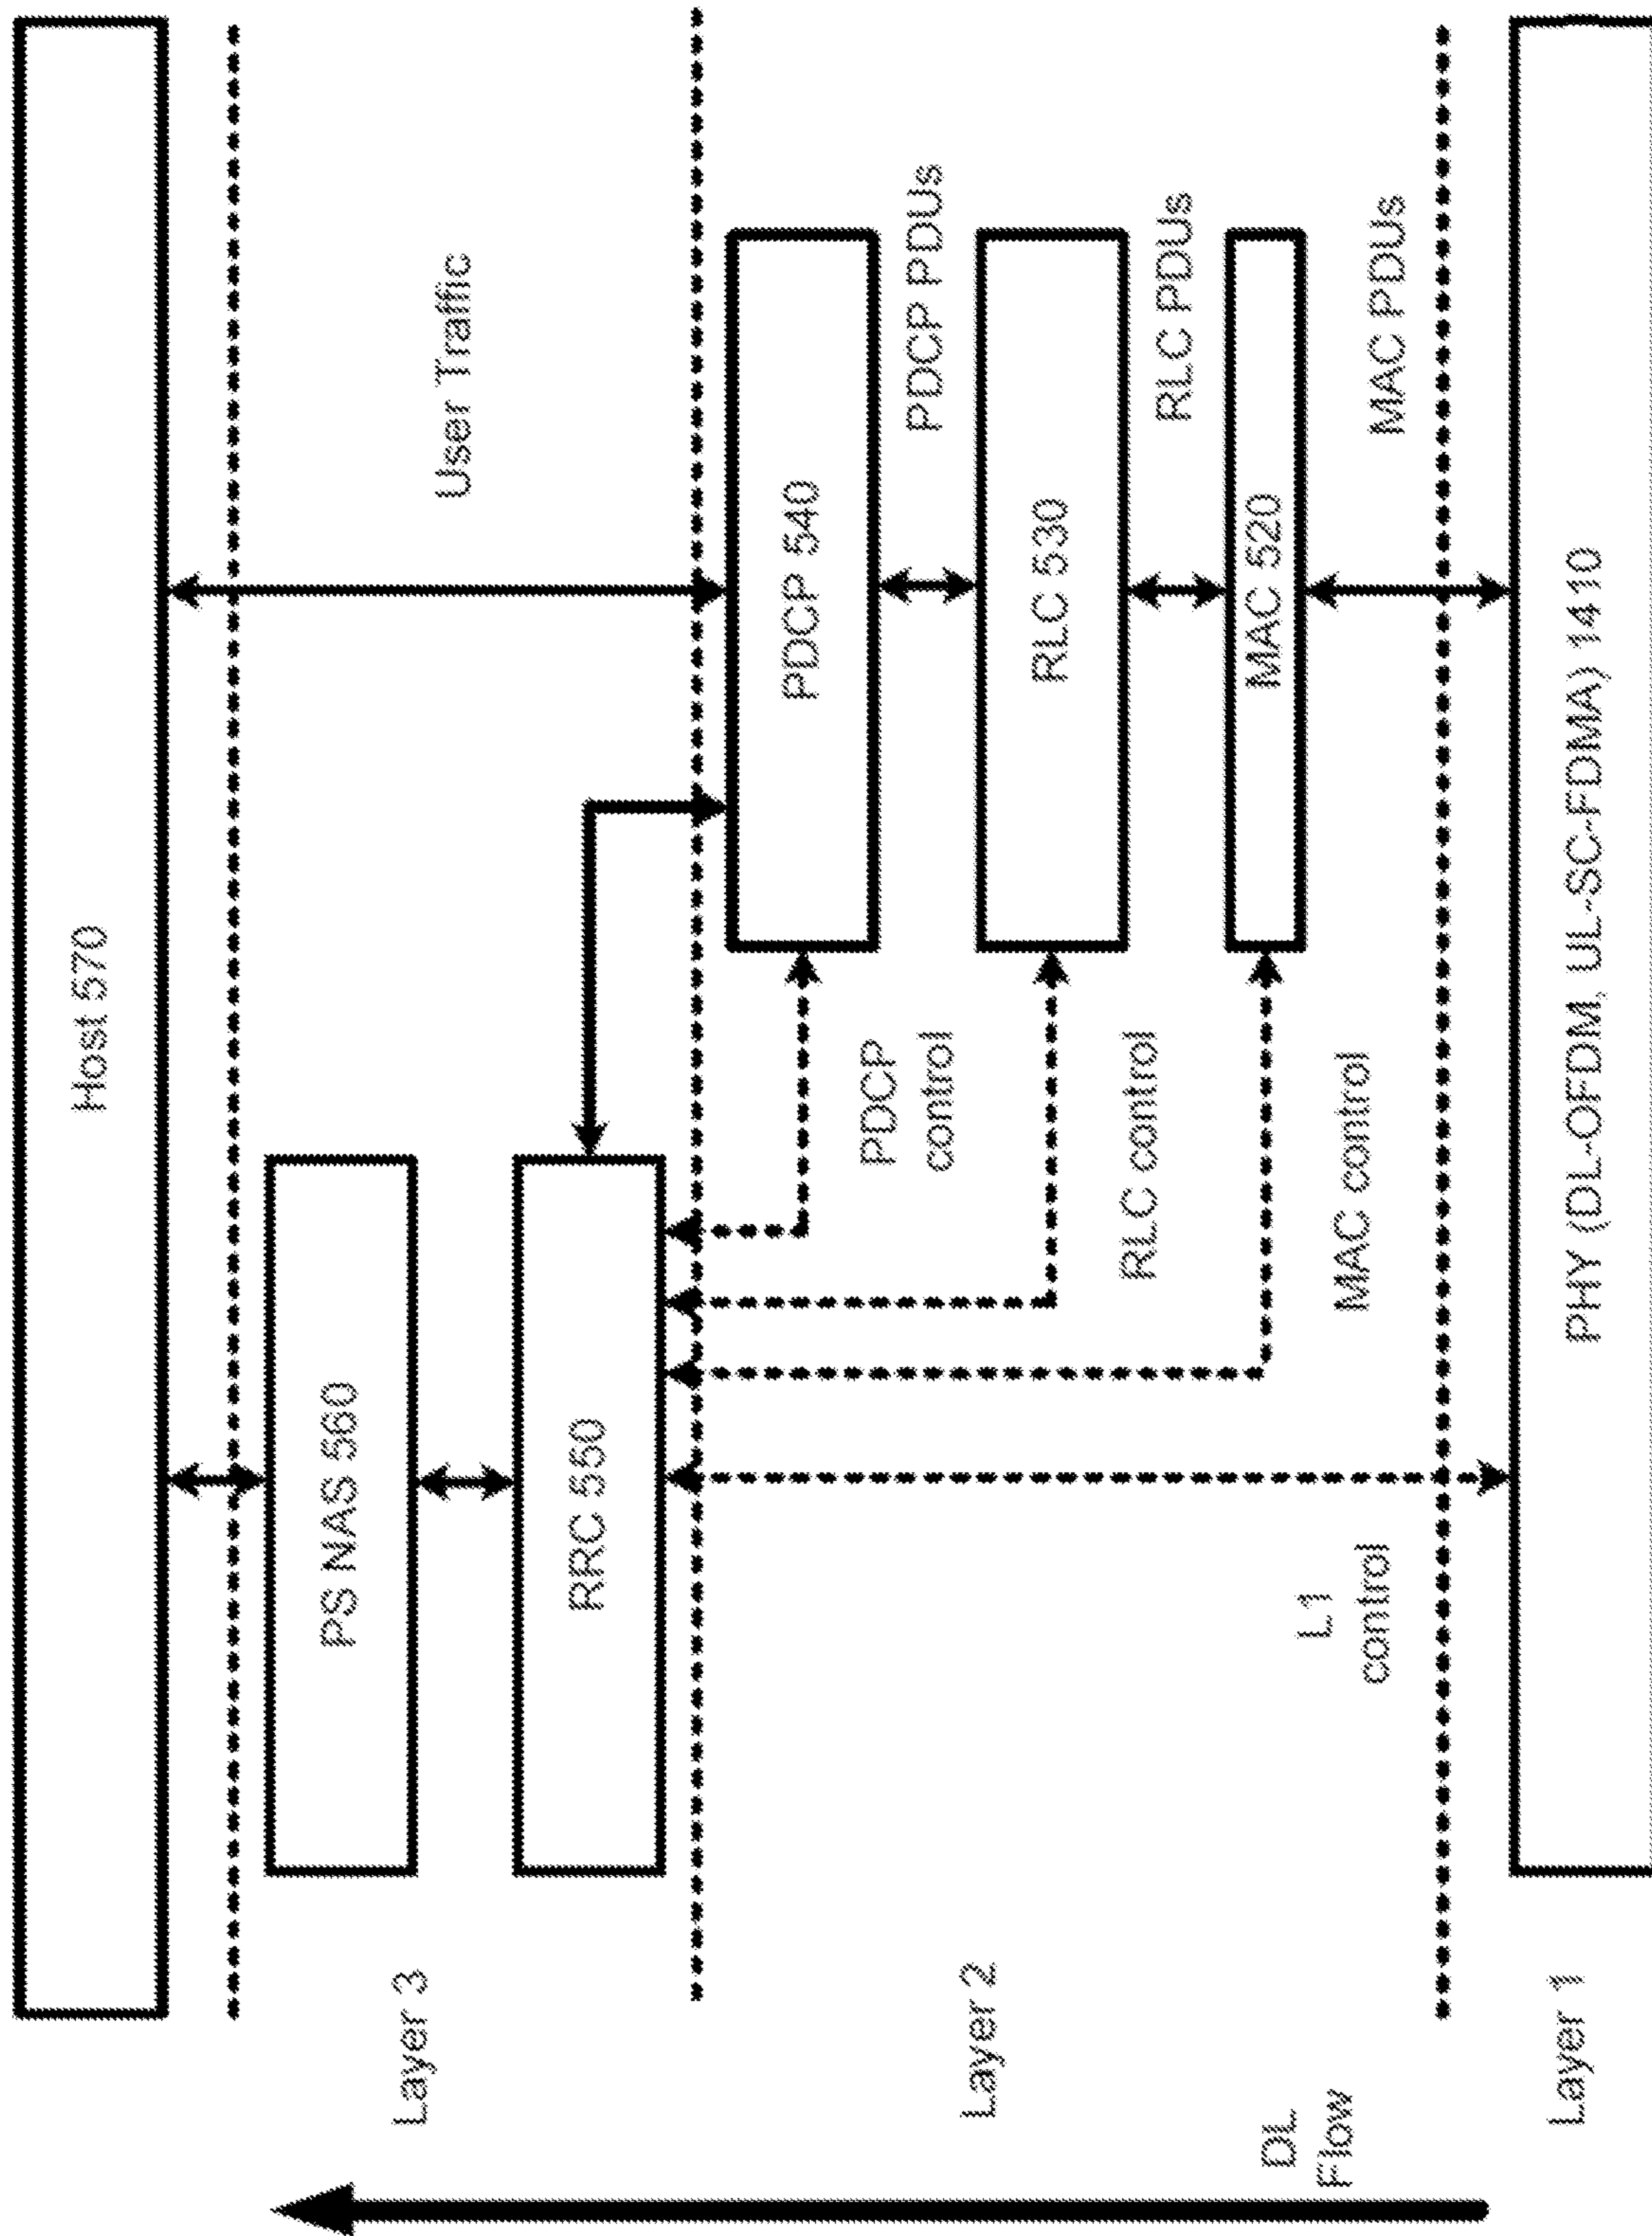 Host 570
User Traffic
PS NAS 560
Layer 3
RRC 550
PDCP 540
PDCP
control
PDCP PDUs
RLC 530
Layer 2
RLC control
RLC PDUs
MAC 520
DL
Flow
L1
control
MAC control
MAC PDUs
Layer 1
PHY (DL-OFDM, UL-SC-FDMA) 1410